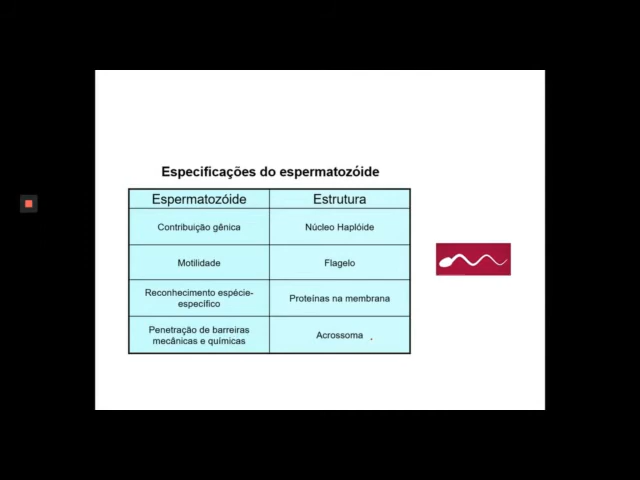 Especificações do espermatozóide
Espermatozóide
Estrutura
Contribuição gênica
Núcleo Haplóide
Motilidade
Flagelo
Reconhecimento espécie-
específico
Proteínas na membrana
Penetração de barreiras
mecânicas e químicas
Acrossoma